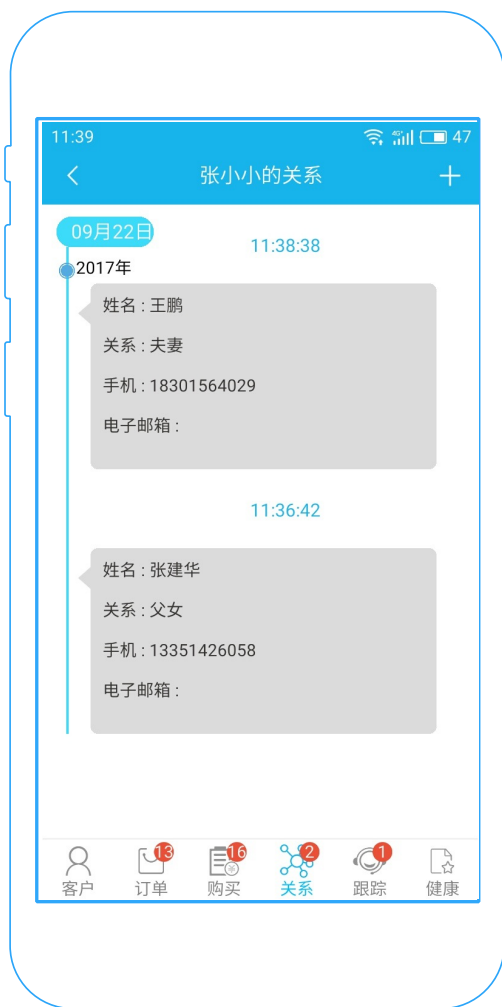 11:39
4G 47
张小小的关系
09月22日
11:38:38
2017年
姓名 : 王鹏
关系 : 夫妻
手机 : 18301564029
电子邮箱 :
11:36:42
姓名 : 张建华
关系 : 父女
手机 : 13351426058
电子邮箱 :
13 16 2 1
客户 订单 购买 关系 跟踪 健康